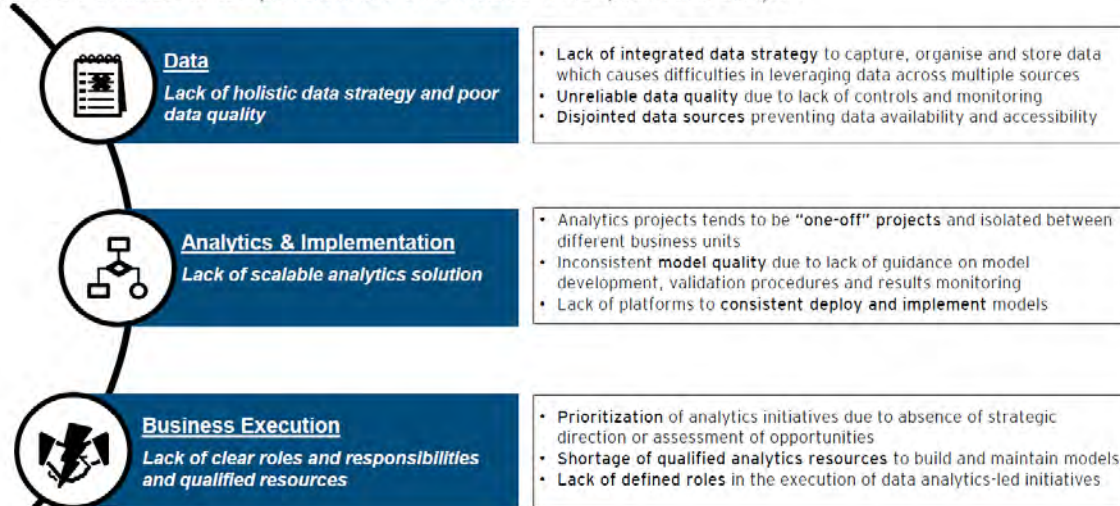 Data
Lack of holistic data strategy and poor
data quality
• Lack of integrated data strategy to capture, organise and store data
which causes difficulties in leveraging data across multiple sources
• Unreliable data quality due to lack of controls and monitoring
• Disjointed data sources preventing data availability and accessibility
Analytics & Implementation
Lack of scalable analytics solution
• Analytics projects tends to be “one-off” projects and isolated between
different business units
• Inconsistent model quality due to lack of guidance on model
development, validation procedures and results monitoring
• Lack of platforms to consistent deploy and implement models
Business Execution
Lack of clear roles and responsibilities
and qualified resources
• Prioritization of analytics initiatives due to absence of strategic
direction or assessment of opportunities
• Shortage of qualified analytics resources to build and maintain models
• Lack of defined roles in the execution of data analytics-led initiatives